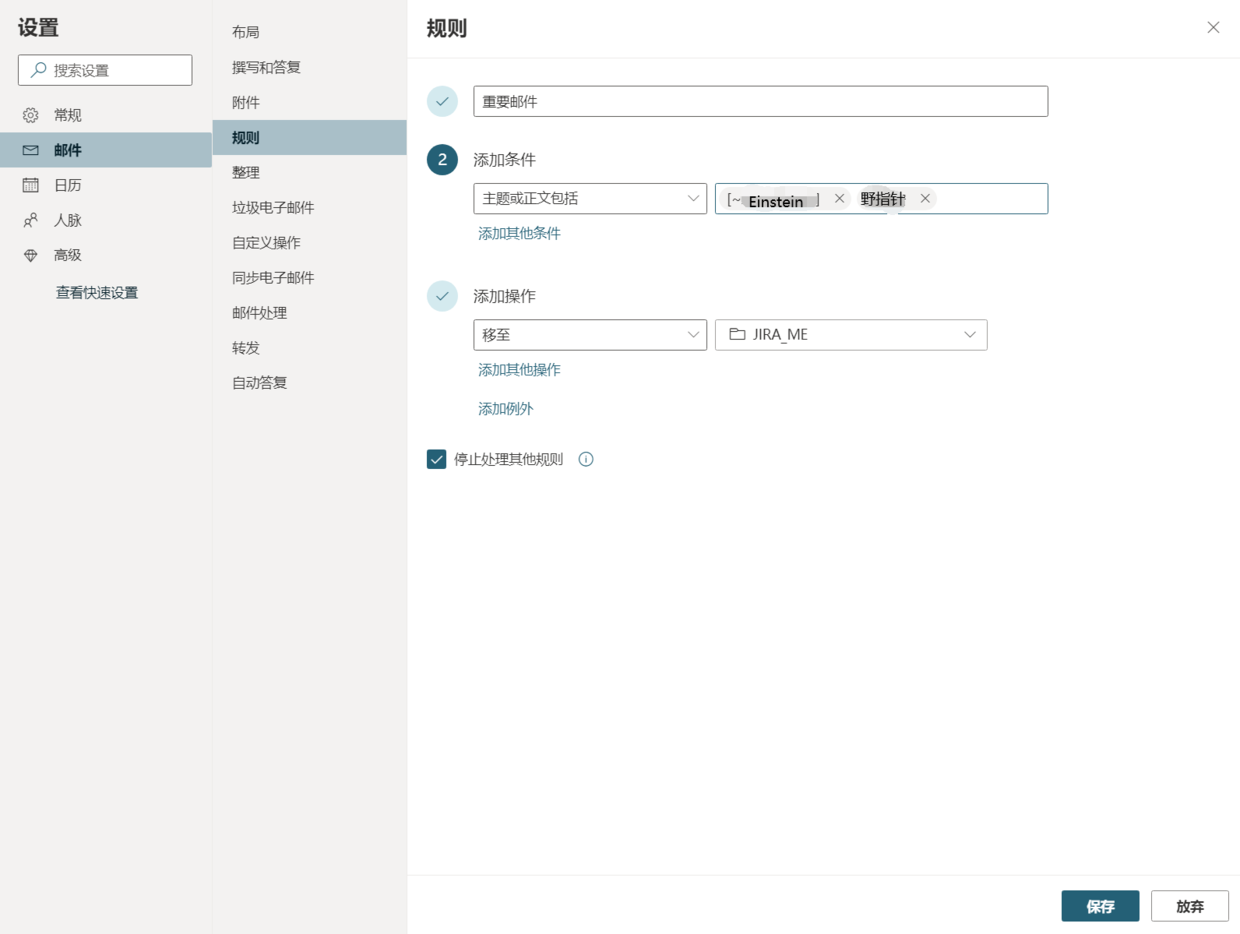 设置
搜索设置
常规
邮件
日历
人脉
高级
查看快速设置
布局
撰写和答复
附件
规则
整理
垃圾电子邮件
自定义操作
同步电子邮件
邮件处理
转发
自动答复
规则
重要邮件
2 添加条件
主题或正文包括 [~Einstein] 野指针
添加其他条件
添加操作
移至 JIRA_ME
添加其他操作
添加例外
停止处理其他规则
保存 放弃